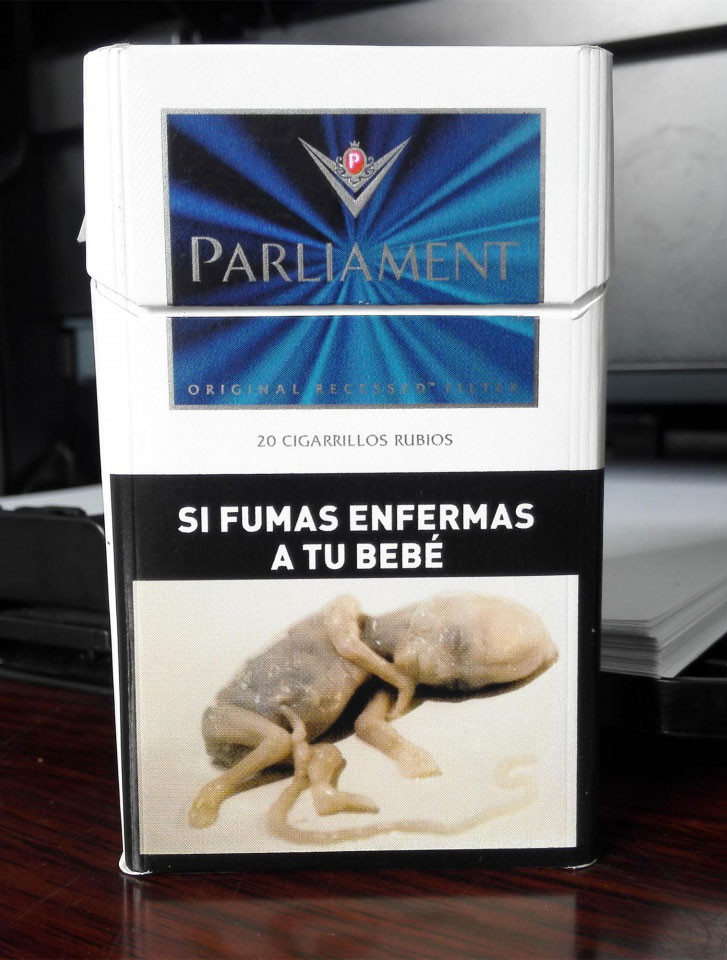 P
PARLIAMENT
ORIGINAL RECESSED™ FILTER
20 CIGARRILLOS RUBIOS
SI FUMAS ENFERMAS
A TU BEBÉ